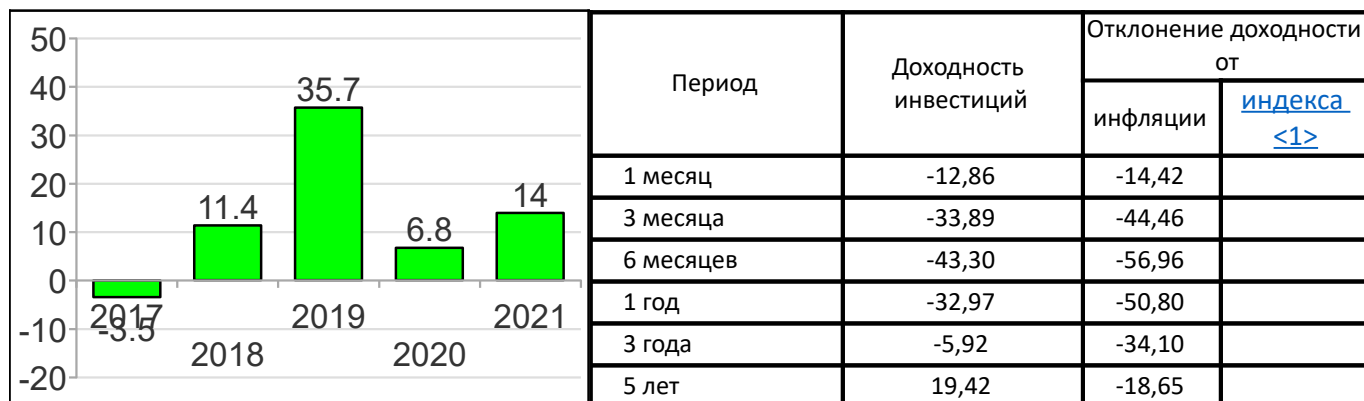 50
40
30
20
10
0
-10
-20
-3.5
11.4
35.7
6.8
14
2017
2018
2019
2020
2021
Период
Доходность
инвестиций
Отклонение доходности
от
инфляции
индекса
<1>
1 месяц -12,86 -14,42
3 месяца -33,89 -44,46
6 месяцев -43,30 -56,96
1 год -32,97 -50,80
3 года -5,92 -34,10
5 лет 19,42 -18,65